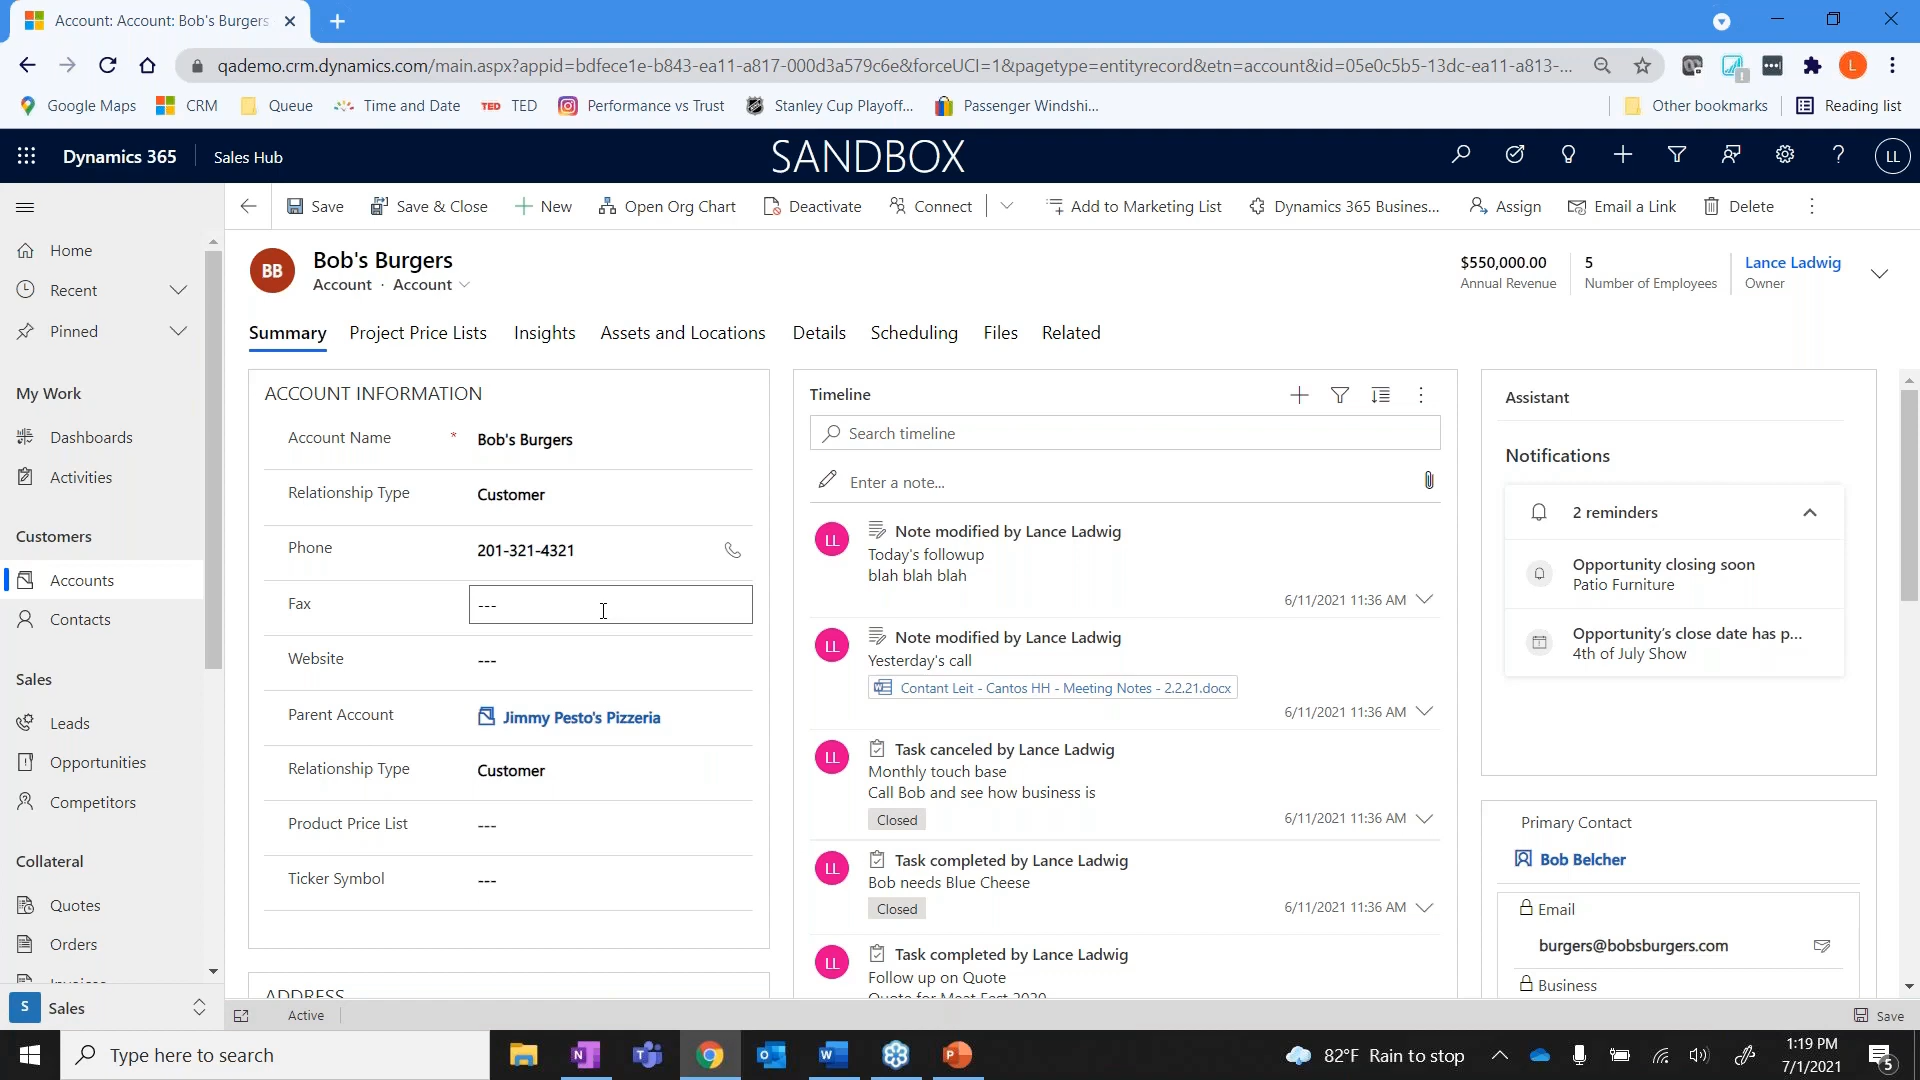 Account: Account: Bob's Burgers
qademo.crm.dynamics.com/main.aspx?appid=bdfece1e-b843-ea11-a817-000d3a579c6e&forceUCI=1&pagetype=entityrecord&etn=account&id=05e0c5b5-13dc-ea11-a813-...
L
Google Maps
CRM
Queue
Time and Date
TED TED
Performance vs Trust
Stanley Cup Playoff...
Passenger Windshi...
Other bookmarks
Reading list
Dynamics 365
Sales Hub
SANDBOX
LL
Save
Save & Close
New
Open Org Chart
Deactivate
Connect
Add to Marketing List
Dynamics 365 Busines...
Assign
Email a Link
Delete
Home
Recent
Pinned
My Work
Dashboards
Activities
Customers
Accounts
Contacts
Sales
Leads
Opportunities
Competitors
Collateral
Quotes
Orders
Invoices
S Sales
BB
Bob's Burgers
Account · Account
$550,000.00
Annual Revenue
5
Number of Employees
Lance Ladwig
Owner
Summary
Project Price Lists
Insights
Assets and Locations
Details
Scheduling
Files
Related
ACCOUNT INFORMATION
Account Name * Bob's Burgers
Relationship Type Customer
Phone 201-321-4321
Fax ---
Website ---
Parent Account Jimmy Pesto's Pizzeria
Relationship Type Customer
Product Price List ---
Ticker Symbol ---
ADDRESS
Timeline
Search timeline
Enter a note...
LL Note modified by Lance Ladwig
Today's followup
blah blah blah
6/11/2021 11:36 AM
LL Note modified by Lance Ladwig
Yesterday's call
Contant Leit - Cantos HH - Meeting Notes - 2.2.21.docx
6/11/2021 11:36 AM
LL Task canceled by Lance Ladwig
Monthly touch base
Call Bob and see how business is
Closed
6/11/2021 11:36 AM
LL Task completed by Lance Ladwig
Bob needs Blue Cheese
Closed
6/11/2021 11:36 AM
LL Task completed by Lance Ladwig
Follow up on Quote
Quote for Meat Fest 2020
Assistant
Notifications
2 reminders
Opportunity closing soon
Patio Furniture
Opportunity's close date has p...
4th of July Show
Primary Contact
Bob Belcher
Email
burgers@bobsburgers.com
Business
Active
Save
Type here to search
82°F Rain to stop
1:19 PM
7/1/2021
5